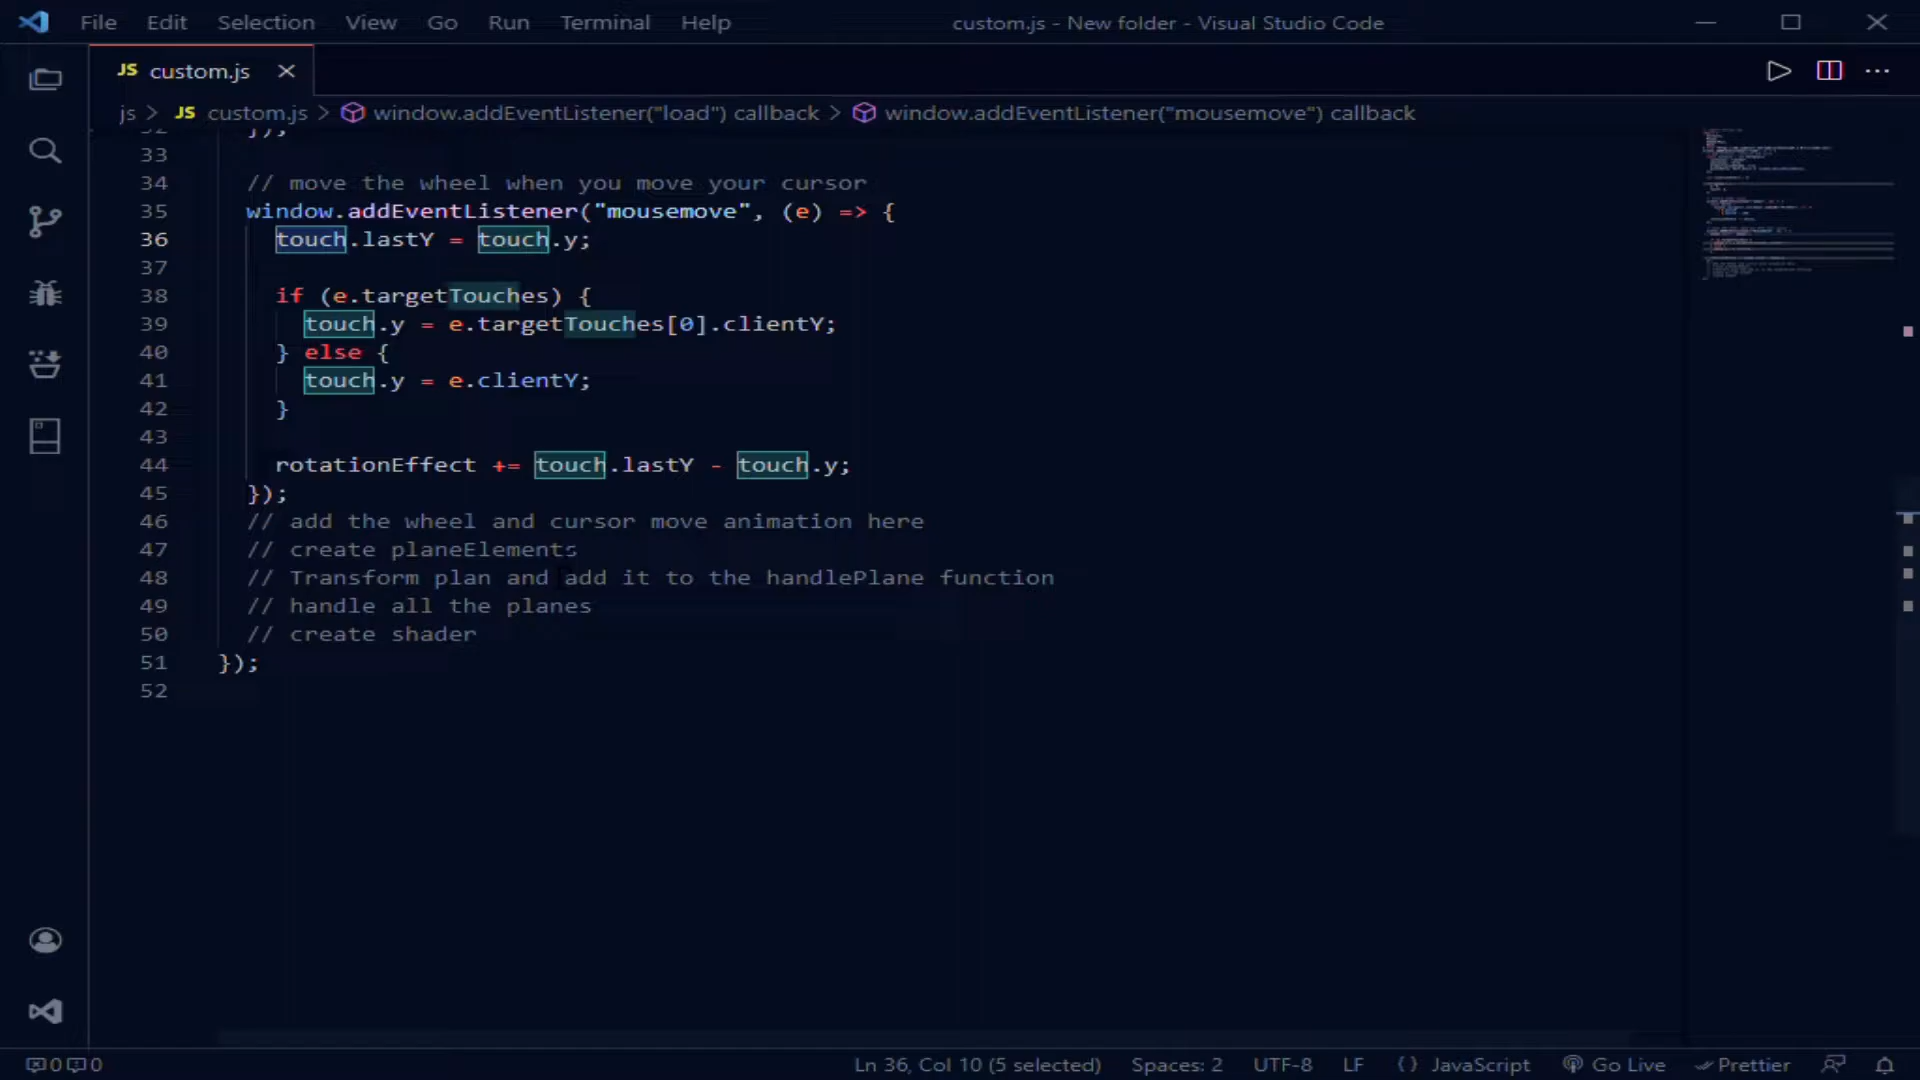 File Edit Selection View Go Run Terminal Help custom.js - New folder - Visual Studio Code
JS custom.js
js > JS custom.js > window.addEventListener("load") callback > window.addEventListener("mousemove") callback
32 });
33
34 // move the wheel when you move your cursor
35 window.addEventListener("mousemove", (e) => {
36 touch.lastY = touch.y;
37
38 if (e.targetTouches) {
39 touch.y = e.targetTouches[0].clientY;
40 } else {
41 touch.y = e.clientY;
42 }
43
44 rotationEffect += touch.lastY - touch.y;
45 });
46 // add the wheel and cursor move animation here
47 // create planeElements
48 // Transform plan and add it to the handlePlane function
49 // handle all the planes
50 // create shader
51 });
52
0 0 Ln 36, Col 10 (5 selected) Spaces: 2 UTF-8 LF {} JavaScript Go Live Prettier